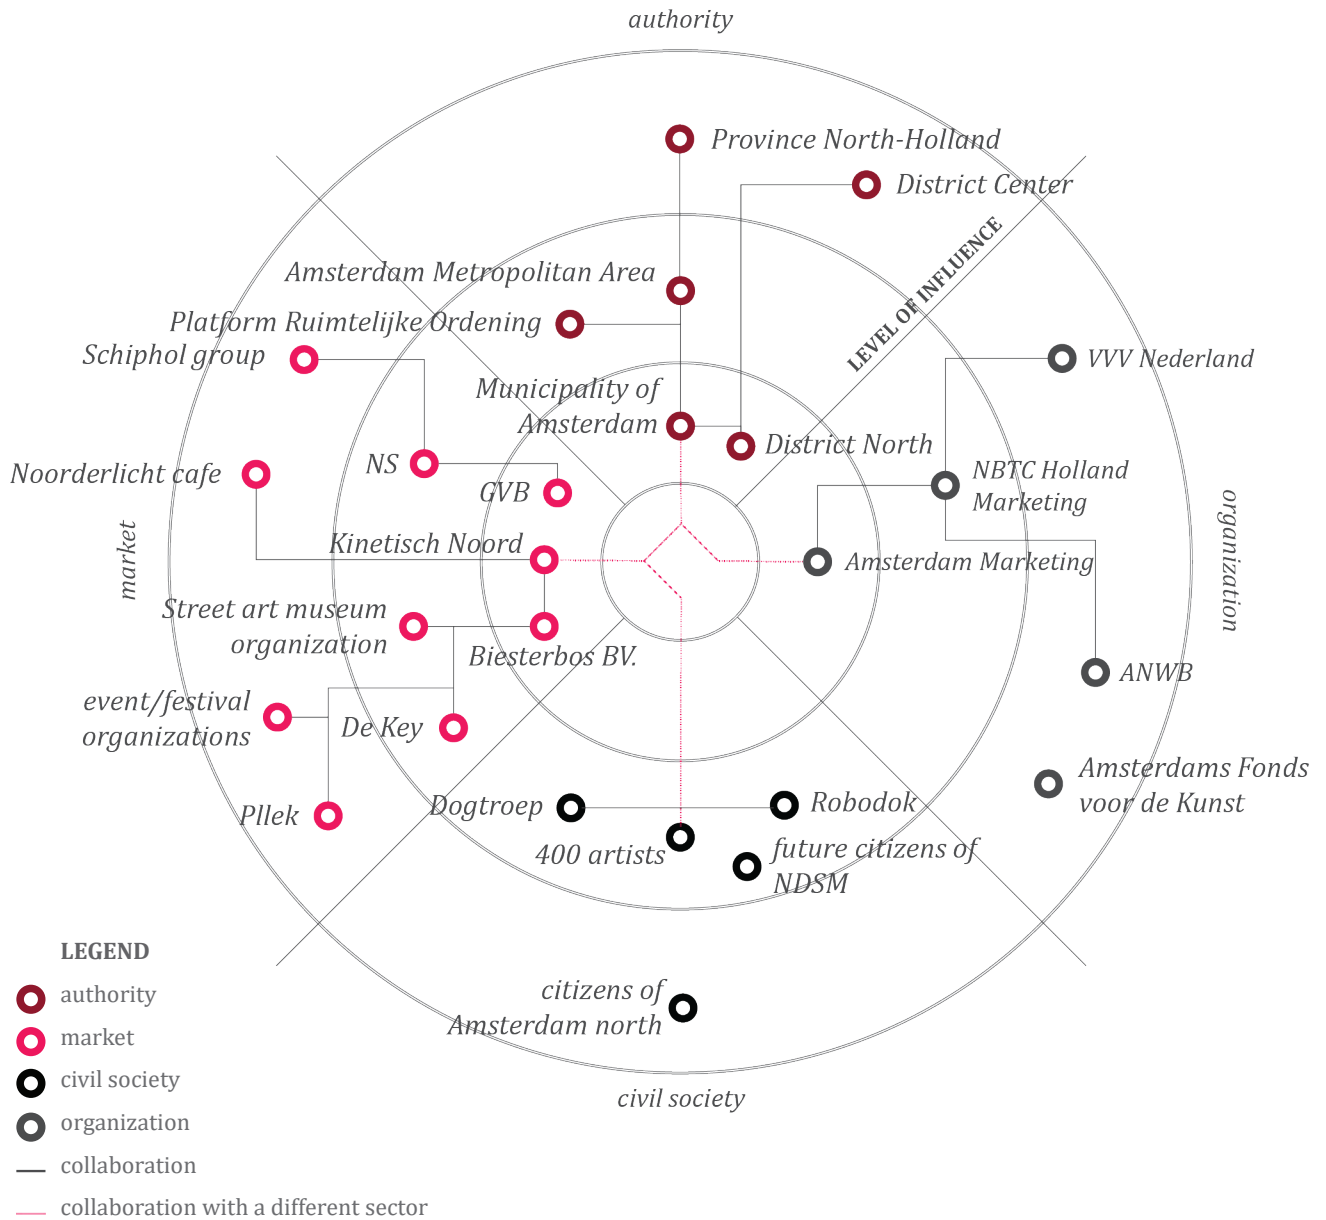 authority
Province North-Holland
District Center
LEVEL OF INFLUENCE
Amsterdam Metropolitan Area
Platform Ruimtelijke Ordening
Schiphol group
VVV Nederland
Municipality of
Amsterdam
District North
NS
GVB
Noorderlicht cafe
NBTC Holland
Marketing
market
organization
Kinetisch Noord
Amsterdam Marketing
Street art museum
organization
Biesterbos BV.
ANWB
event/festival
organizations
De Key
Amsterdams Fonds
voor de Kunst
Pllek
Dogtroep
Robodok
400 artists
future citizens of
NDSM
citizens of
Amsterdam north
civil society
LEGEND
authority
market
civil society
organization
collaboration
collaboration with a different sector